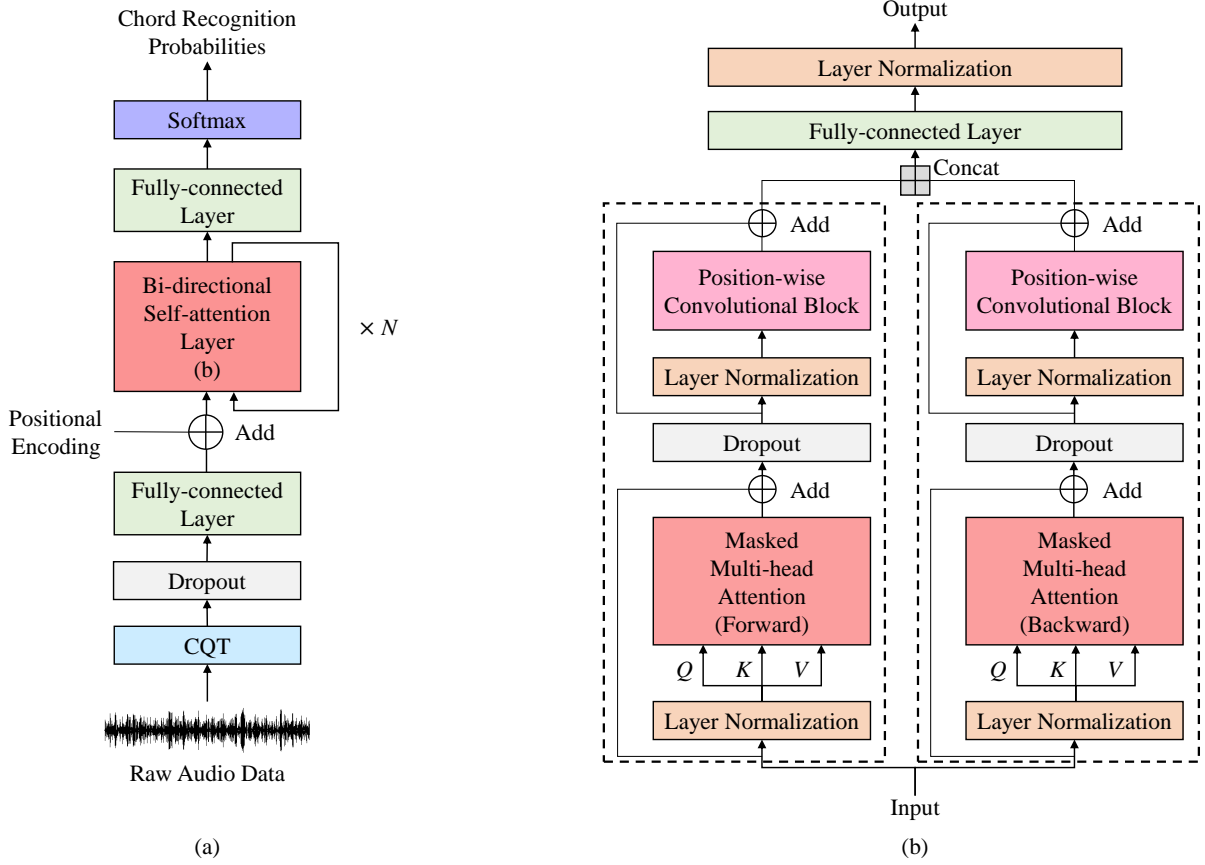 Chord Recognition
Probabilities
Softmax
Fully-connected
Layer
Bi-directional
Self-attention
Layer
(b)
× N
Positional
Encoding
Add
Fully-connected
Layer
Dropout
CQT
Raw Audio Data
(a)
Output
Layer Normalization
Fully-connected Layer
Concat
Add
Position-wise
Convolutional Block
Layer Normalization
Dropout
Add
Masked
Multi-head
Attention
(Forward)
Q K V
Layer Normalization
Add
Position-wise
Convolutional Block
Layer Normalization
Dropout
Add
Masked
Multi-head
Attention
(Backward)
Q K V
Layer Normalization
Input
(b)